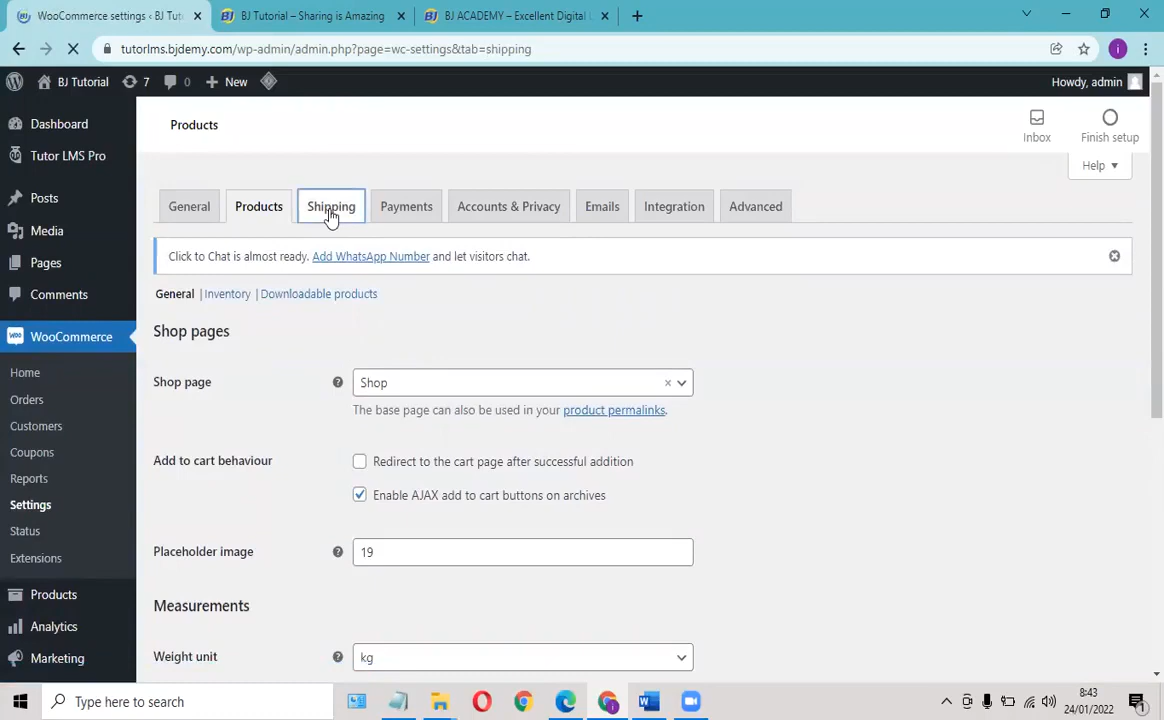 WooCommerce settings ‹ BJ Tu
BJ Tutorial – Sharing is Amazing
BJ ACADEMY – Excellent Digital
tutorlms.bjdemy.com/wp-admin/admin.php?page=wc-settings&tab=shipping
i
BJ Tutorial
7
0
New
Howdy, admin
Dashboard
Tutor LMS Pro
Posts
Media
Pages
Comments
WooCommerce
Home
Orders
Customers
Coupons
Reports
Settings
Status
Extensions
Products
Analytics
Marketing
Products
Inbox
Finish setup
Help
General
Products
Shipping
Payments
Accounts & Privacy
Emails
Integration
Advanced
Click to Chat is almost ready. Add WhatsApp Number and let visitors chat.
General | Inventory | Downloadable products
Shop pages
Shop page
Shop
The base page can also be used in your product permalinks.
Add to cart behaviour
Redirect to the cart page after successful addition
Enable AJAX add to cart buttons on archives
Placeholder image
19
Measurements
Weight unit
kg
Type here to search
8:43
24/01/2022